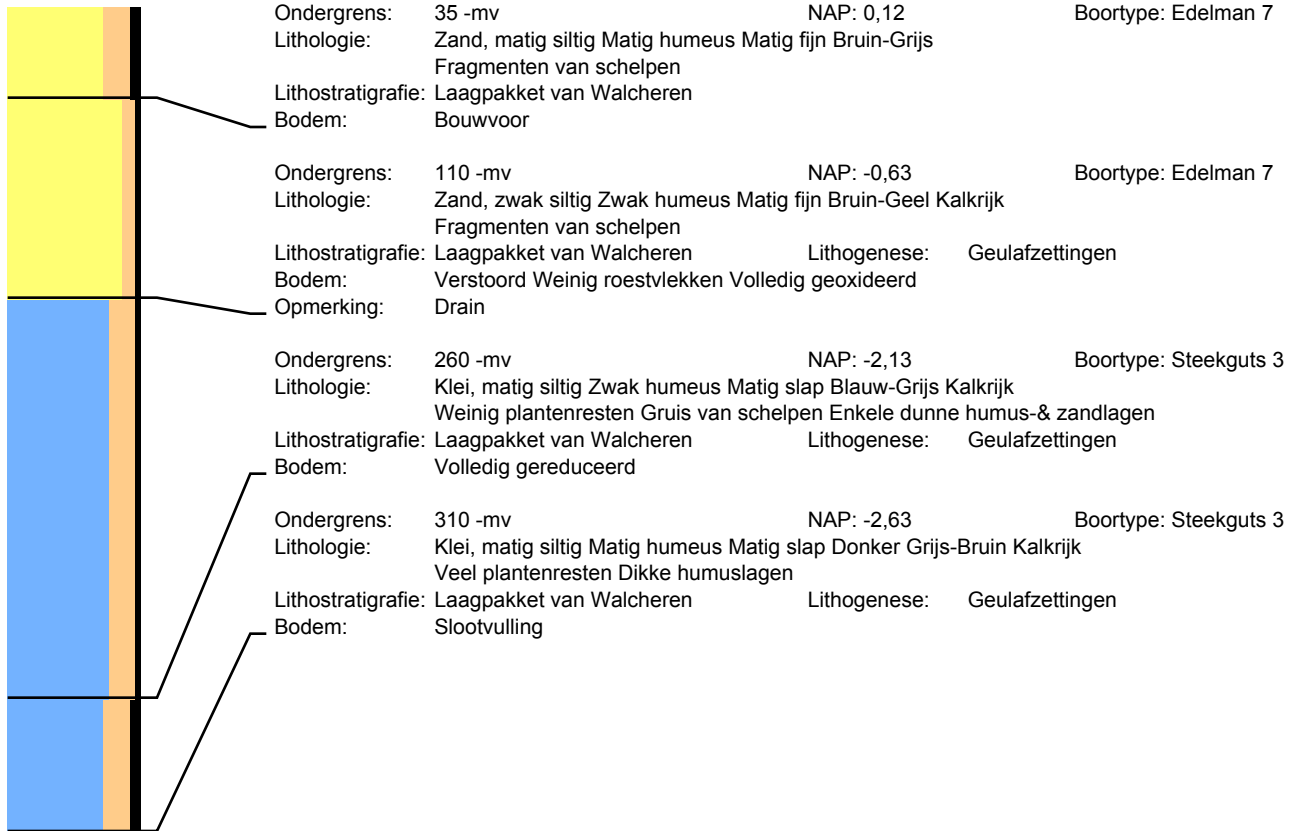 Ondergrens: 35 -mv NAP: 0,12 Boortype: Edelman 7
Lithologie: Zand, matig siltig Matig humeus Matig fijn Bruin-Grijs
Fragmenten van schelpen
Lithostratigrafie: Laagpakket van Walcheren
Bodem: Bouwvoor
Ondergrens: 110 -mv NAP: -0,63 Boortype: Edelman 7
Lithologie: Zand, zwak siltig Zwak humeus Matig fijn Bruin-Geel Kalkrijk
Fragmenten van schelpen
Lithostratigrafie: Laagpakket van Walcheren Lithogenese: Geulafzettingen
Bodem: Verstoord Weinig roestvlekken Volledig geoxideerd
Opmerking: Drain
Ondergrens: 260 -mv NAP: -2,13 Boortype: Steekguts 3
Lithologie: Klei, matig siltig Zwak humeus Matig slap Blauw-Grijs Kalkrijk
Weinig plantenresten Gruis van schelpen Enkele dunne humus-& zandlagen
Lithostratigrafie: Laagpakket van Walcheren Lithogenese: Geulafzettingen
Bodem: Volledig gereduceerd
Ondergrens: 310 -mv NAP: -2,63 Boortype: Steekguts 3
Lithologie: Klei, matig siltig Matig humeus Matig slap Donker Grijs-Bruin Kalkrijk
Veel plantenresten Dikke humuslagen
Lithostratigrafie: Laagpakket van Walcheren Lithogenese: Geulafzettingen
Bodem: Slootvulling